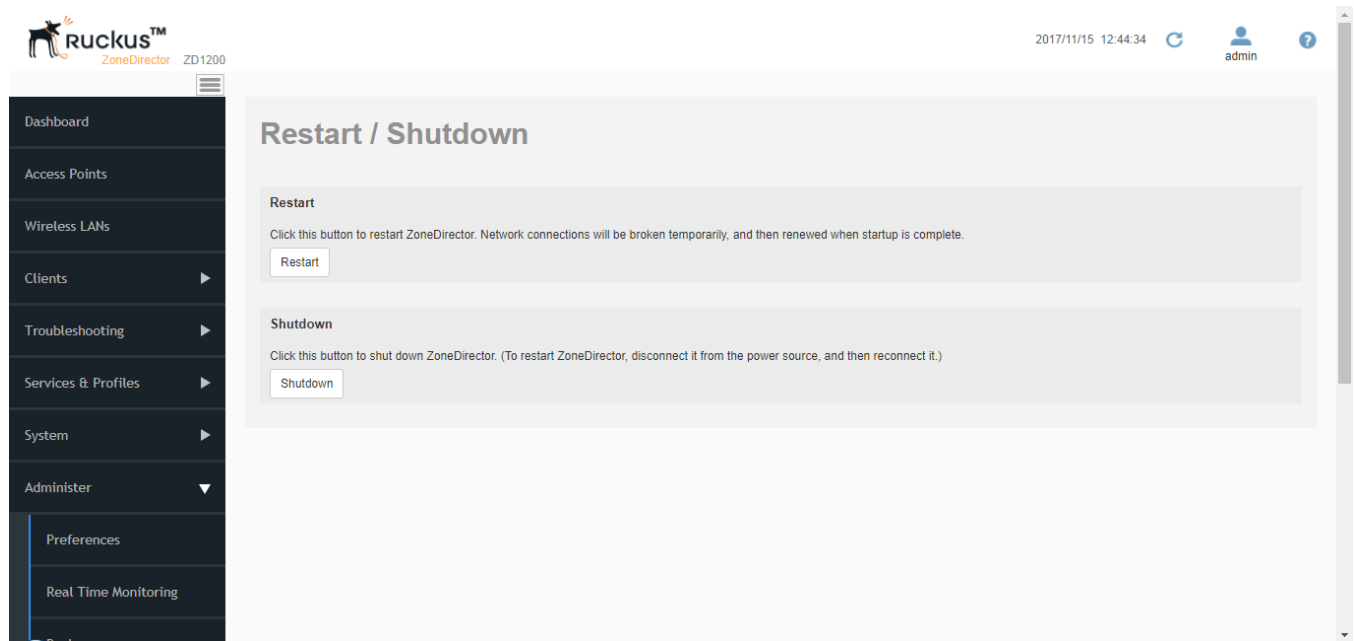 Ruckus™
ZoneDirector ZD1200
2017/11/15 12:44:34
admin
Dashboard
Access Points
Wireless LANs
Clients
Troubleshooting
Services & Profiles
System
Administer
Preferences
Real Time Monitoring
Restart / Shutdown
Restart
Click this button to restart ZoneDirector. Network connections will be broken temporarily, and then renewed when startup is complete.
Restart
Shutdown
Click this button to shut down ZoneDirector. (To restart ZoneDirector, disconnect it from the power source, and then reconnect it.)
Shutdown